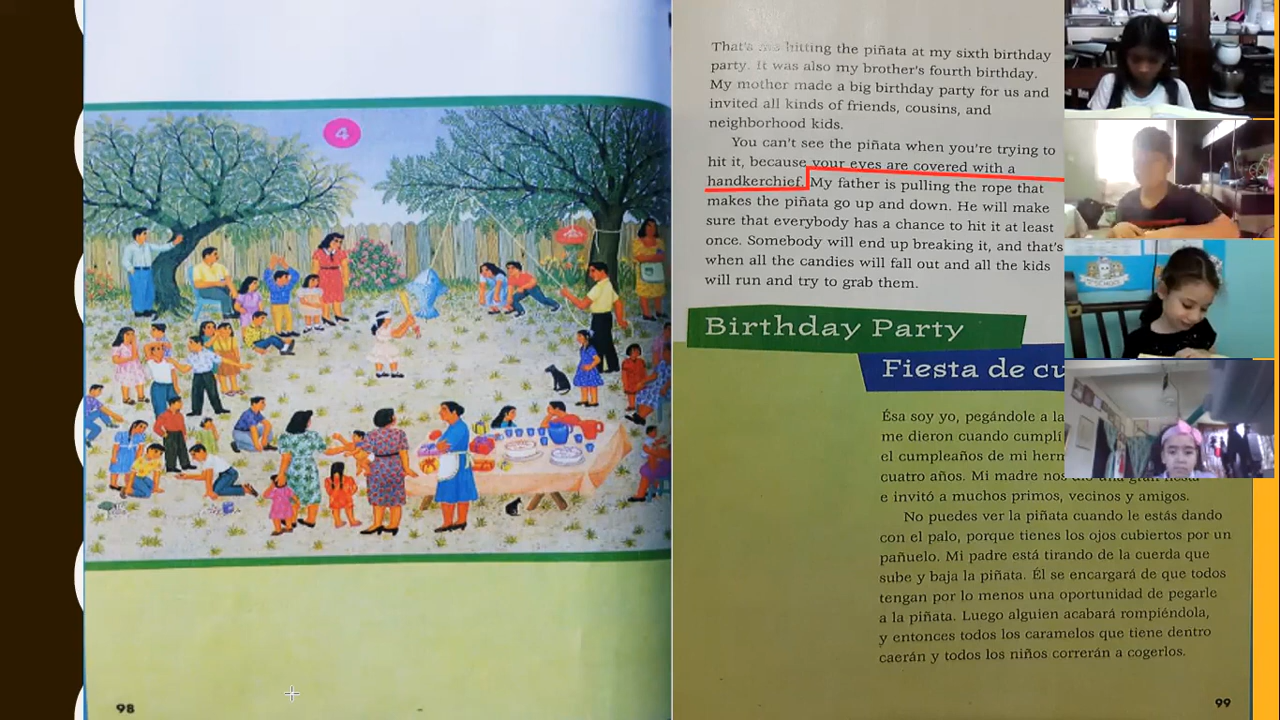 4
98
That's me hitting the piñata at my sixth birthday
party. It was also my brother's fourth birthday.
My mother made a big birthday party for us and
invited all kinds of friends, cousins, and
neighborhood kids.
You can't see the piñata when you're trying to
hit it, because your eyes are covered with a
handkerchief. My father is pulling the rope that
makes the piñata go up and down. He will make
sure that everybody has a chance to hit it at least
once. Somebody will end up breaking it, and that's
when all the candies will fall out and all the kids
will run and try to grab them.
Birthday Party
Fiesta de
Ésa soy yo, pegándole a la
me dieron cuando cumplí
el cumpleaños de mi
cuatro años. Mi madre nos
e invitó a muchos primos, vecinos y amigos.
No puedes ver la piñata cuando le estás dando
con el palo, porque tienes los ojos cubiertos por un
pañuelo. Mi padre está tirando de la cuerda que
sube y baja la piñata. Él se encargará de que todos
tengan por lo menos una oportunidad de pegarle
a la piñata. Luego alguien acabará rompiéndola,
y entonces todos los caramelos que tiene dentro
caerán y todos los niños correrán a cogerlos.
99